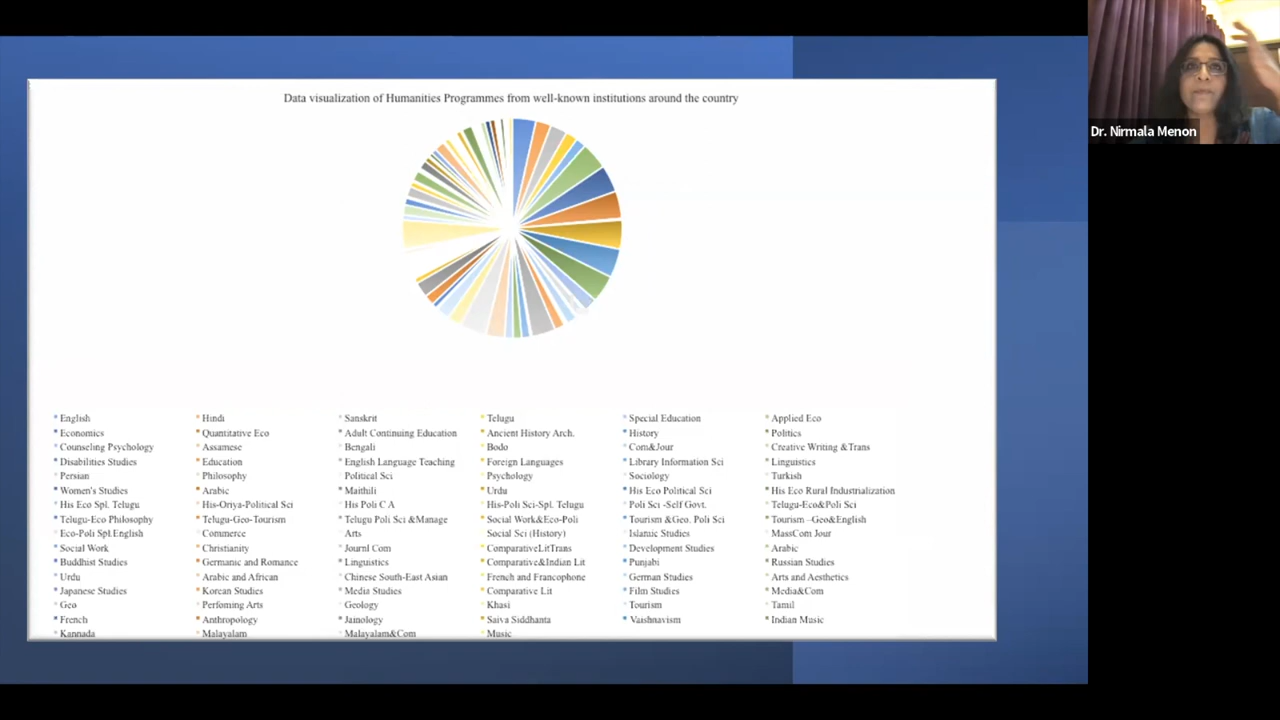 Data visualization of Humanities Programmes from well-known institutions around the country
Dr. Nirmala Menon
English Hindi Sanskrit Telugu Special Education Applied Eco
Economics Quantitative Eco Adult Continuing Education Ancient History Arch. History Politics
Counseling Psychology Assamese Bengali Bodo Com&Jour Creative Writing &Trans
Disabilities Studies Education English Language Teaching Foreign Languages Library Information Sci Linguistics
Persian Philosophy Political Sci Psychology Sociology Turkish
Women's Studies Arabic Maithili Urdu His Eco Political Sci His Eco Rural Industrialization
His Eco Spl. Telugu His-Oriya-Political Sci His Poli C A His-Poli Sci-Spl. Telugu Poli Sci -Self Govt. Telugu-Eco&Poli Sci
Telugu-Eco Philosophy Telugu-Geo-Tourism Telugu Poli Sci &Manage Social Work&Eco-Poli Tourism &Geo. Poli Sci Tourism –Geo&English
Eco-Poli Spl.English Commerce Arts Social Sci (History) Islamic Studies MassCom Jour
Social Work Christianity Journl Com ComparativeLitTrans Development Studies Arabic
Buddhist Studies Germanic and Romance Linguistics Comparative&Indian Lit Punjabi Russian Studies
Urdu Arabic and African Chinese South-East Asian French and Francophone German Studies Arts and Aesthetics
Japanese Studies Korean Studies Media Studies Comparative Lit Film Studies Media&Com
Geo Perfoming Arts Geology Khasi Tourism Tamil
French Anthropology Jainology Saiva Siddhanta Vaishnavism Indian Music
Kannada Malayalam Malayalam&Com Music